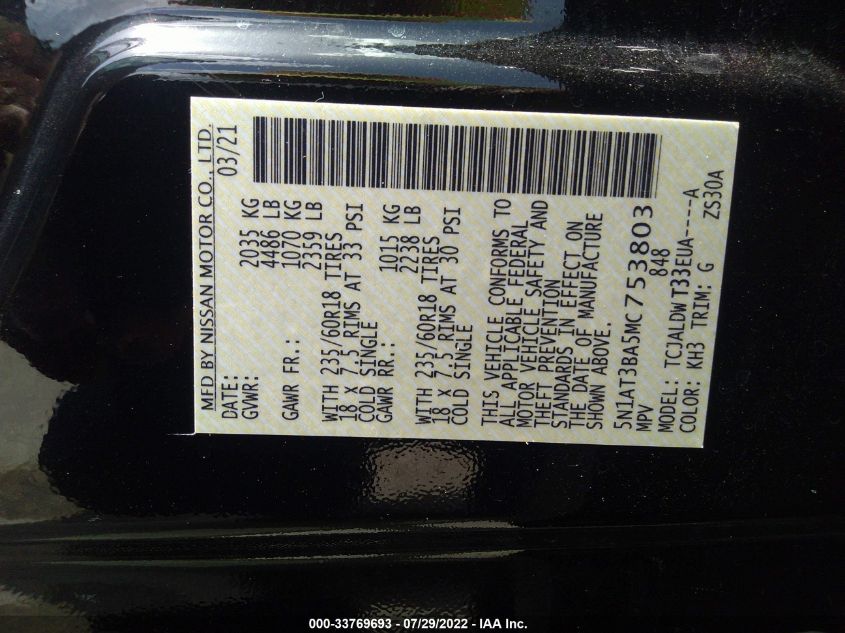 MFD BY NISSAN MOTOR CO., LTD.
DATE: 03/21
GVWR: 2035 KG
4486 LB
GAWR FR.: 1070 KG
2359 LB
WITH 235/60R18 TIRES
18 x 7.5 RIMS AT 33 PSI
COLD SINGLE
GAWR RR.: 1015 KG
2238 LB
WITH 235/60R18 TIRES
18 x 7.5 RIMS AT 30 PSI
COLD SINGLE
THIS VEHICLE CONFORMS TO
ALL APPLICABLE FEDERAL
MOTOR VEHICLE SAFETY AND
THEFT PREVENTION
STANDARDS IN EFFECT ON
THE DATE OF MANUFACTURE
SHOWN ABOVE.
5N1AT3BA5MC753803
MPV 848
MODEL: TCJALDWT33EUA----A
COLOR: KH3 TRIM: G ZS30A
000-33769693 - 07/29/2022 - IAA Inc.